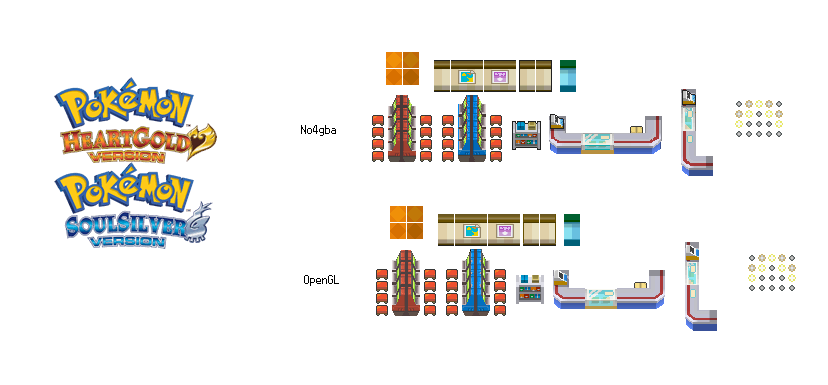 POKéMON
HEARTGOLD
VERSION
POKéMON
SOULSILVER
VERSION
No4gba
OpenGL